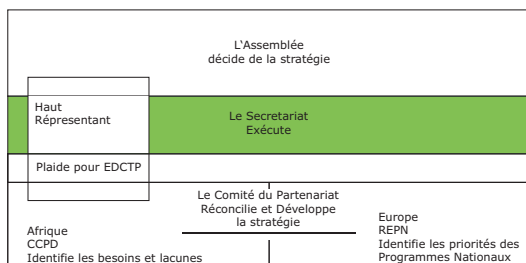 L'Assemblée
décide de la stratégie
Haut
Répresentant
Le Secretariat
Exécute
Plaide pour EDCTP
Le Comité du Partenariat
Réconcilie et Développe
la stratégie
Afrique
CCPD
Identifie les besoins et lacunes
Europe
REPN
Identifie les priorités des
Programmes Nationaux